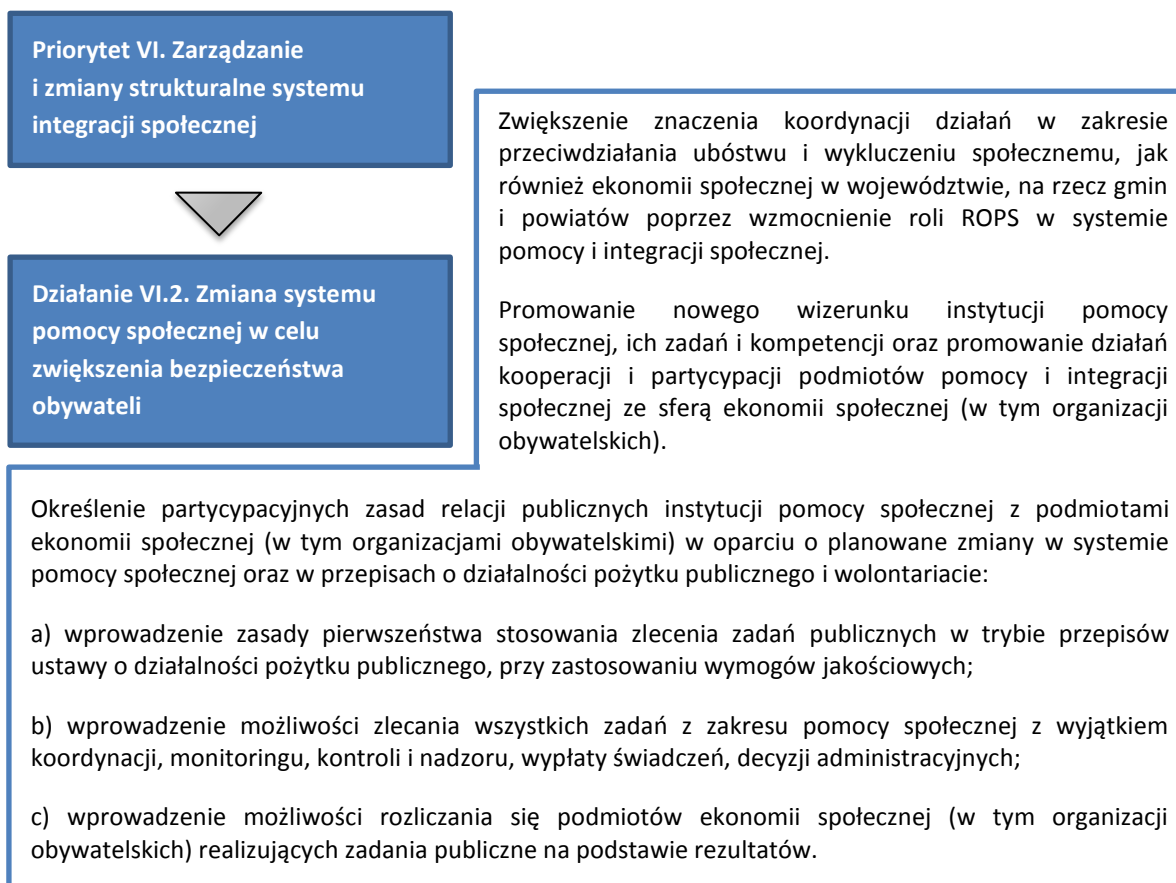 Priorytet VI. Zarządzanie
i zmiany strukturalne systemu
integracji społecznej
Działanie VI.2. Zmiana systemu
pomocy społecznej w celu
zwiększenia bezpieczeństwa
obywateli
Zwiększenie znaczenia koordynacji działań w zakresie
przeciwdziałania ubóstwu i wykluczeniu społecznemu, jak
również ekonomii społecznej w województwie, na rzecz gmin
i powiatów poprzez wzmocnienie roli ROPS w systemie
pomocy i integracji społecznej.
Promowanie nowego wizerunku instytucji pomocy
społecznej, ich zadań i kompetencji oraz promowanie działań
kooperacji i partycypacji podmiotów pomocy i integracji
społecznej ze sferą ekonomii społecznej (w tym organizacji
obywatelskich).
Określenie partycypacyjnych zasad relacji publicznych instytucji pomocy społecznej z podmiotami
ekonomii społecznej (w tym organizacjami obywatelskimi) w oparciu o planowane zmiany w systemie
pomocy społecznej oraz w przepisach o działalności pożytku publicznego i wolontariacie:
a) wprowadzenie zasady pierwszeństwa stosowania zlecenia zadań publicznych w trybie przepisów
ustawy o działalności pożytku publicznego, przy zastosowaniu wymogów jakościowych;
b) wprowadzenie możliwości zlecania wszystkich zadań z zakresu pomocy społecznej z wyjątkiem
koordynacji, monitoringu, kontroli i nadzoru, wypłaty świadczeń, decyzji administracyjnych;
c) wprowadzenie możliwości rozliczania się podmiotów ekonomii społecznej (w tym organizacji
obywatelskich) realizujących zadania publiczne na podstawie rezultatów.